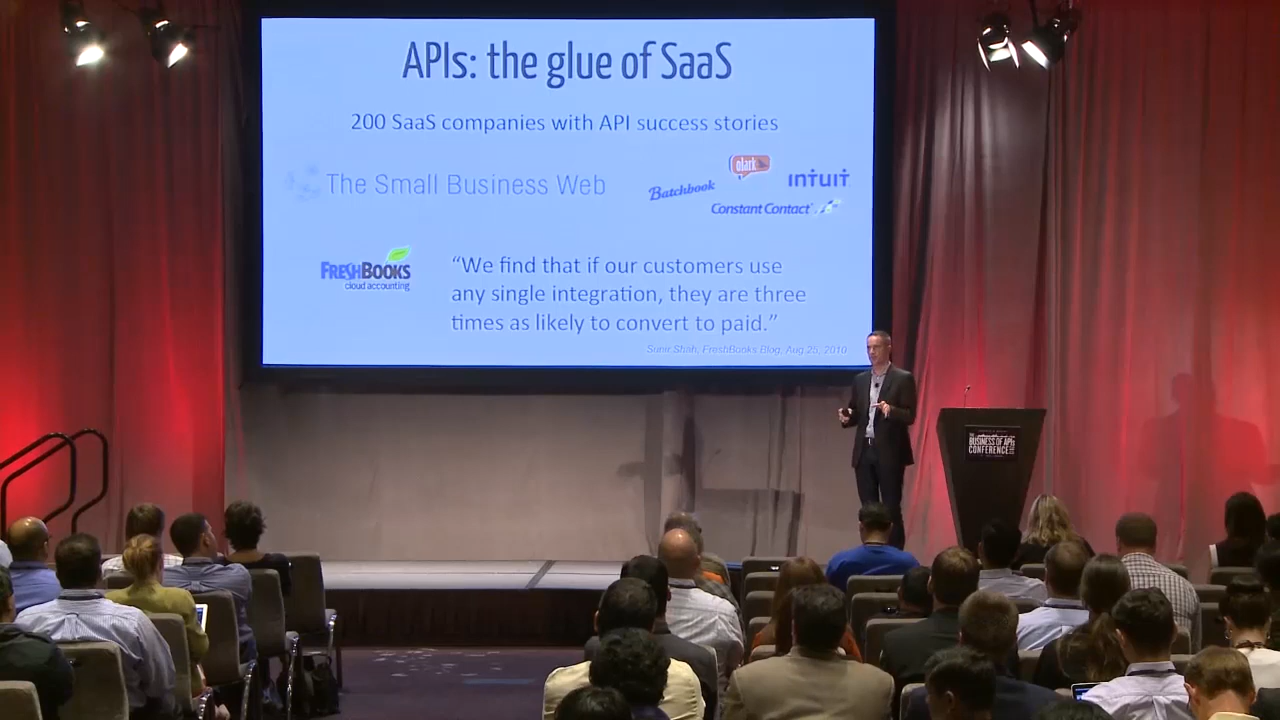 APIs: the glue of SaaS
200 SaaS companies with API success stories
The Small Business Web
olark
Batchbook
INTUIT
Constant Contact
FRESHBOOKS
cloud accounting
“We find that if our customers use
any single integration, they are three
times as likely to convert to paid.”
Sunir Shah, FreshBooks Blog, Aug 25, 2010
BUSINESS OF APIs
CONFERENCE